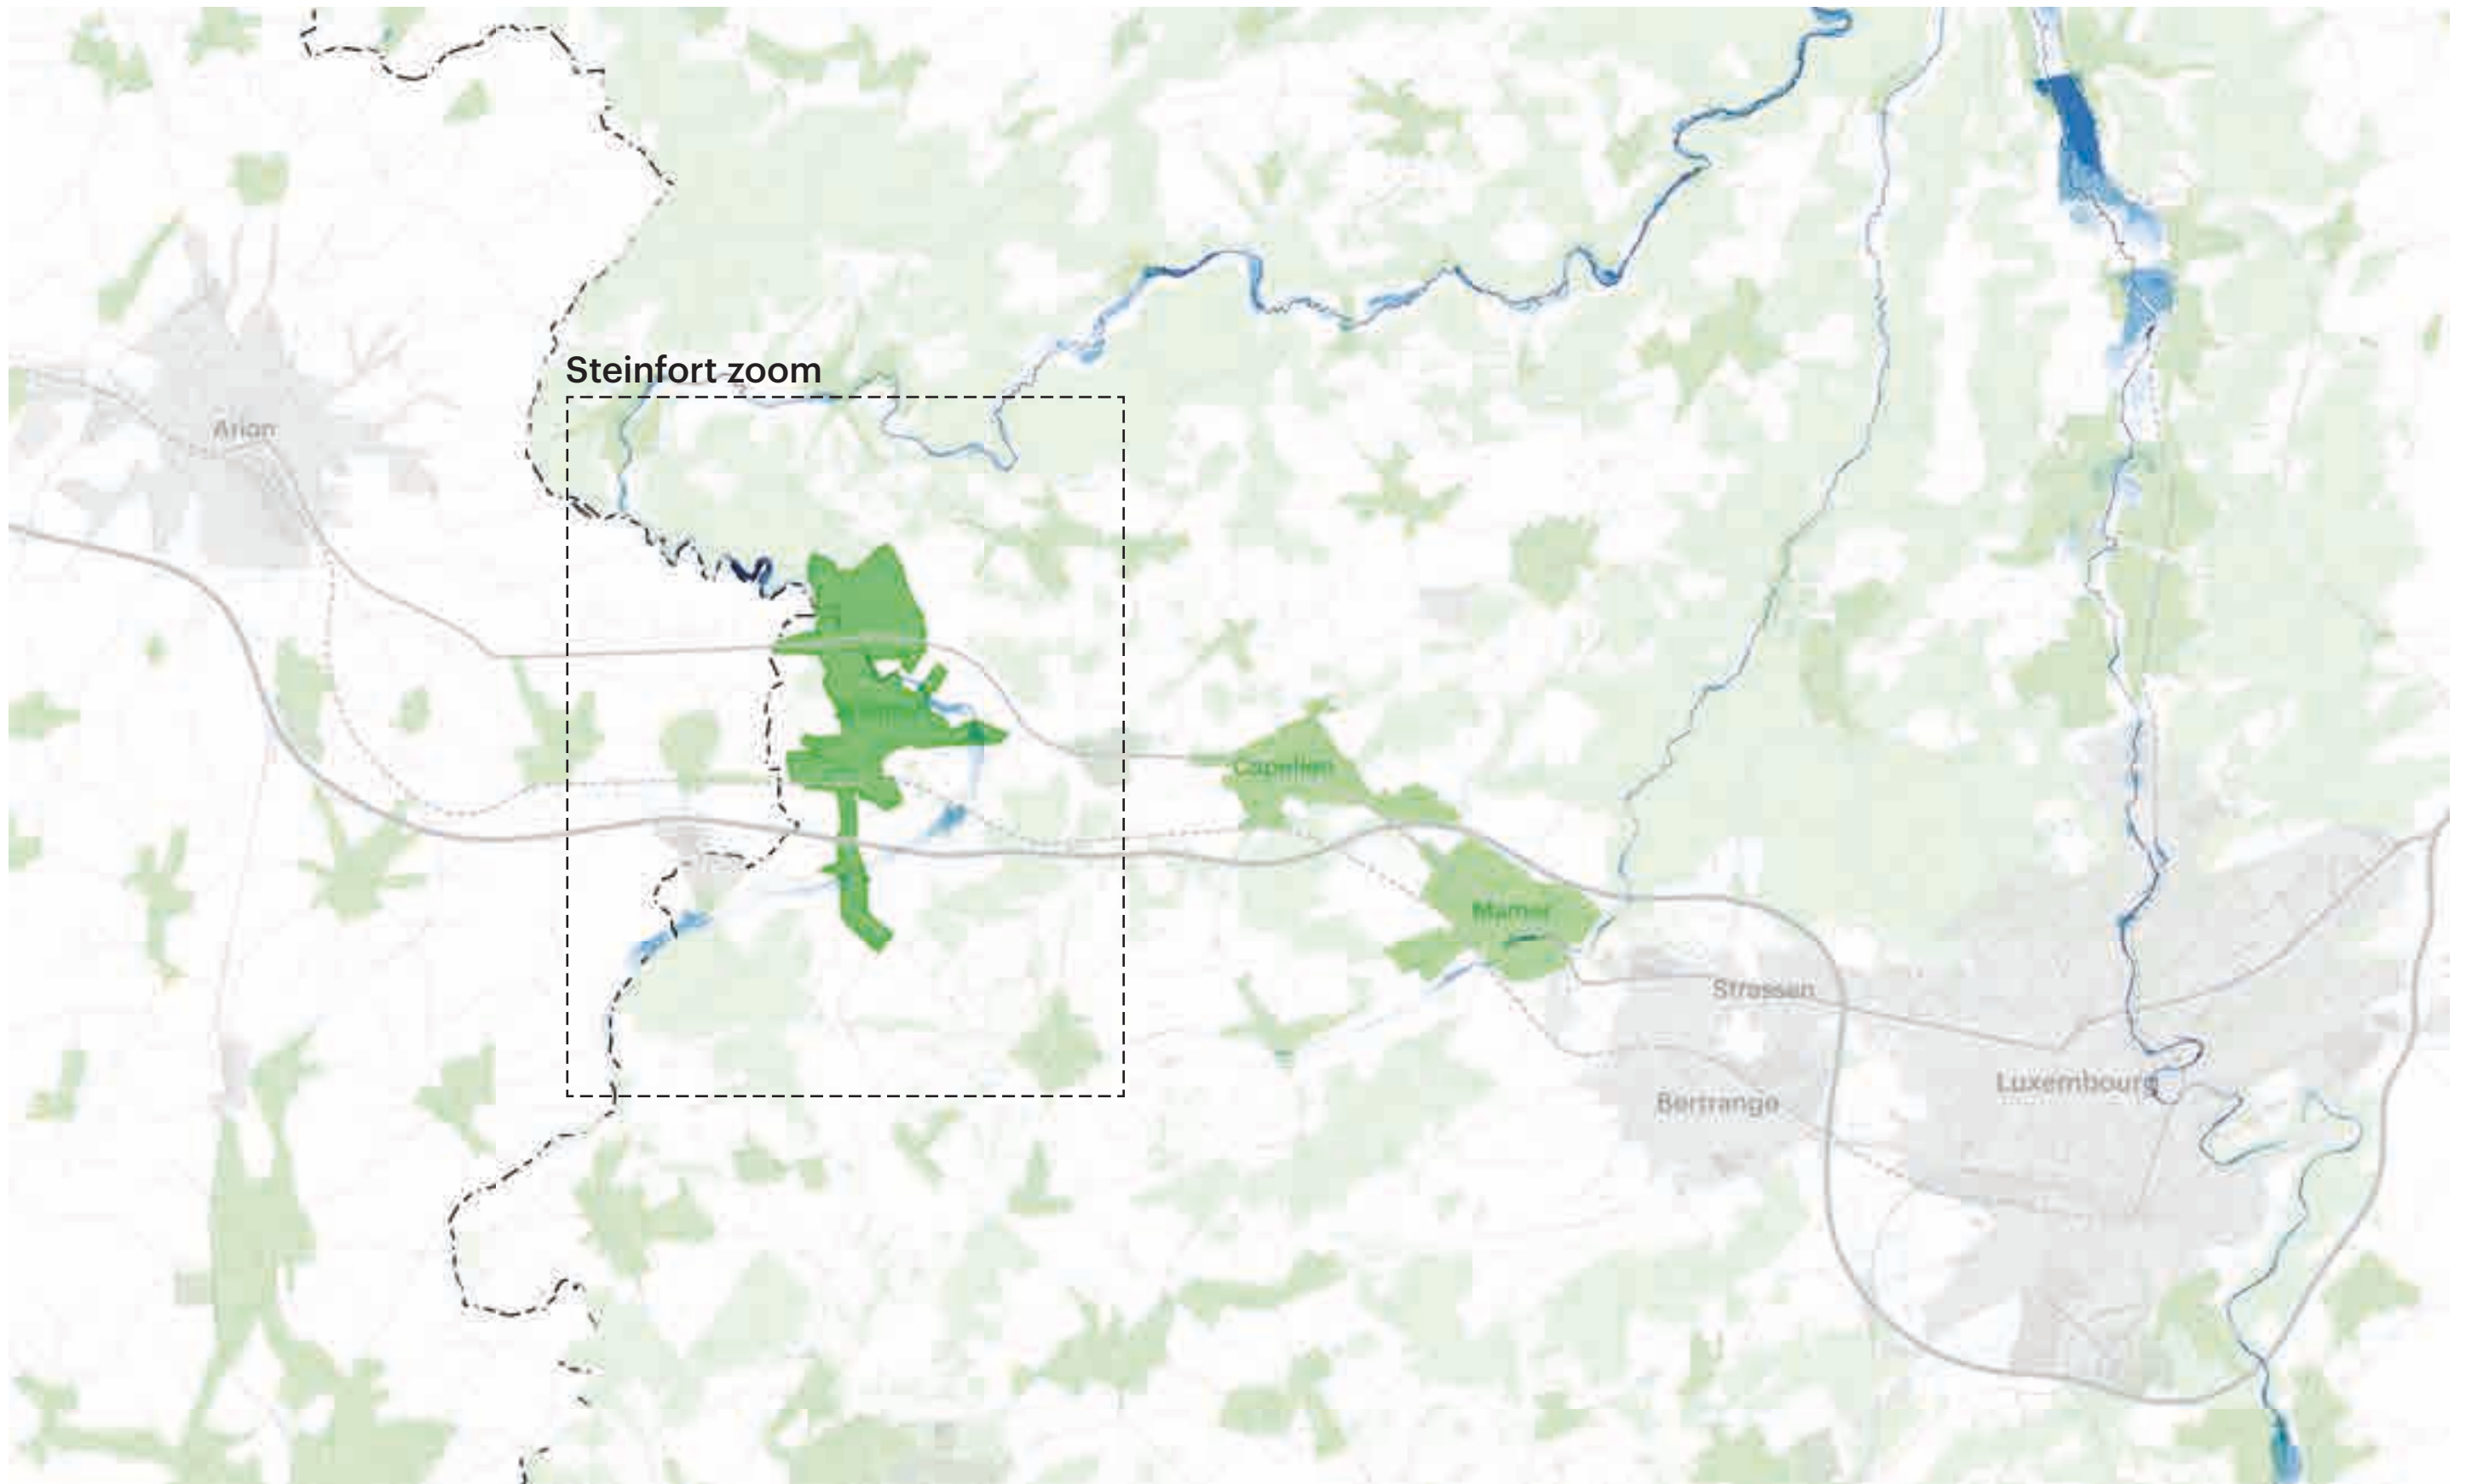 Steinfort zoom
Arlon
Capellen
Mamer
Strassen
Luxembourg
Bertrange